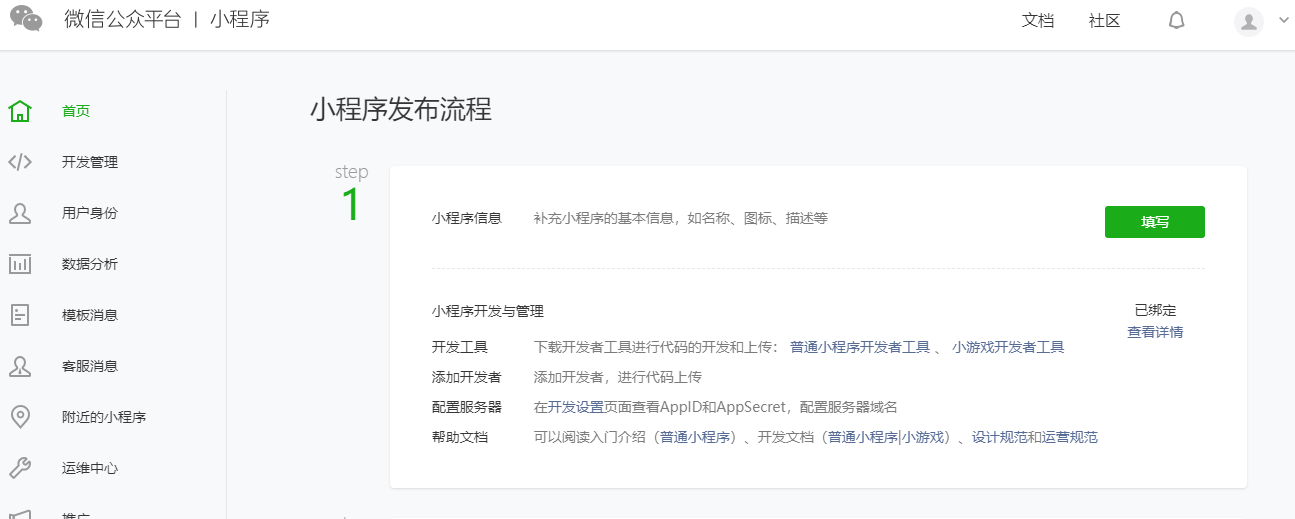 微信公众平台 | 小程序
文档 社区
首页
开发管理
用户身份
数据分析
模板消息
客服消息
附近的小程序
运维中心
推广
小程序发布流程
step
1
小程序信息 补充小程序的基本信息，如名称、图标、描述等 填写
小程序开发与管理 已绑定
查看详情
开发工具 下载开发者工具进行代码的开发和上传： 普通小程序开发者工具 、 小游戏开发者工具
添加开发者 添加开发者，进行代码上传
配置服务器 在开发设置页面查看AppID和AppSecret，配置服务器域名
帮助文档 可以阅读入门介绍（普通小程序）、开发文档（普通小程序|小游戏）、设计规范和运营规范